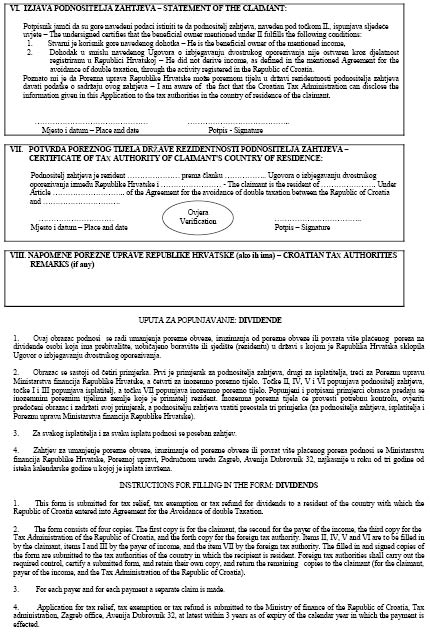 VI. IZJAVA PODNOSITELJA ZAHTJEVA – STATEMENT OF THE CLAIMANT:
Potpisnik jamči da su gore navedeni podaci istiniti te da podnositelj zahtjeva, naveden pod točkom II., ispunjava sljedece
uvjete – The undersigned certifies that the beneficial owner mentioned under II fulfills the following conditions:
1. Stvarni je korisnik gore navedenog dohotka – He is the beneficial owner of the mentioned income,
2. Dohodak u smislu navedenog Ugovora o izbjegavanju dvostrukog oporezivanja nije ostvaren kroz djelatnost
registriranu u Republici Hrvatskoj – He did not derive income, as defined in the mentioned Agreement for the
avoidance of double taxation, through the activity registered in the Republic of Croatia.
Poznato mi je da Porezna uprava Republike Hrvatske može poreznom tijelu u državi rezidentnosti podnositelja zahtjeva
davati podatke o sadržaju ovog zahtjeva – I am aware of the fact that the Croatian Tax Administration can disclose the
information given in this Application to the tax authorities in the country of residence of the claimant.
Mjesto i datum – Place and date Potpis - Signature
VII. POTVRDA POREZNOG TIJELA DRŽAVE REZIDENTNOSTI PODNOSITELJA ZAHTJEVA –
CERTIFICATE OF TAX AUTHORITY OF CLAIMANT'S COUNTRY OF RESIDENCE:
Podnositelj zahtjeva je rezident ………………… prema članku …………… Ugovora o izbjegavanju dvostrukog
oporezivanja između Republike Hrvatske i ………………… - The claimant is the resident of ………………… Under
Article ………………… of the Agreement for the avoidance of double taxation between the Republic of Croatia
and …………………
Ovjera
Verification
Mjesto i datum – Place and date Potpis – Signature
VIII. NAPOMENE POREZNE UPRAVE REPUBLIKE HRVATSKE (ako ih ima) – CROATIAN TAX AUTHORITIES
REMARKS (if any)
UPUTA ZA POPUNJAVANJE: DIVIDENDE
1. Ovaj obrazac podnosi se radi umanjenja porezne obveze, izuzimanja od porezne obveze ili povrata više plaćenog poreza na
dividende osobi koja ima prebivalište, uobičajeno boravište ili sjedište (rezidentu) u državi s kojom je Republika Hrvatska sklopila
Ugovor o izbjegavanju dvostrukog oporezivanja.
2. Obrazac se sastoji od četiri primjerka. Prvi je primjerak za podnositelja zahtjeva, drugi za isplatitelja, treći za Poreznu upravu
Ministarstva financija Republike Hrvatske, a četvrti za inozemno porezno tijelo. Točke II, IV, V i VI popunjava podnositelj zahtjeva,
točke I i III popunjava isplatitelj, a točku VII popunjava inozemno porezno tijelo. Popunjeni i potpisani primjerci obrasca predaju se
inozemnim poreznim tijelima zemlje koje je primatelj rezident. Inozemna porezna tijela će provesti potrebnu kontrolu, ovjeriti
predočeni obrazac i zadržati svoj primjerak, a podnositelju zahtjeva vratiti preostala tri primjerka (za podnositelja zahtjeva, isplatitelja i
Poreznu upravu Ministarstva financija Republike Hrvatske).
3. Za svakog isplatitelja i za svaku isplatu podnosi se poseban zahtjev.
4. Zahtjev za umanjenje porezne obveze, izuzimanje od porezne obveze ili povrat više plaćenog poreza podnosi se Ministarstvu
financija Republike Hrvatske, Poreznoj upravi, Područnom uredu Zagreb, Avenija Dubrovnik 32, najkasnije u roku od tri godine od
isteka kalendarske godine u kojoj je isplata izvršena.
INSTRUCTIONS FOR FILLING IN THE FORM: DIVIDENDS
1. This form is submitted for tax relief, tax exemption or tax refund for dividends to a resident of the country with which the
Republic of Croatia entered into Agreement for the Avoidance of double Taxation.
2. The form consists of four copies. The first copy is for the claimant, the second for the payer of the income, the third copy for the
Tax Administration of the Republic of Croatia, and the forth copy for the foreign tax authority. Items II, IV, V and VI are to be filled in
by the claimant, items I and III by the payer of income, and the item VII by the foreign tax authority. The filled in and signed copies of
the form are submitted to the tax authorities of the country in which the recipient is resident. Foreign tax authorities shall carry out the
required control, certify a submitted form, and retain their own copy, and return the remaining copies to the claimant (for the claimant,
payer of the income, and the Tax Administration of the Republic of Croatia).
3. For each payer and for each payment a separate claim is made.
4. Application for tax relief, tax exemption or tax refund is submitted to the Ministry of finance of the Republic of Croatia, Tax
administration, Zagreb office, Avenija Dubrovnik 32, at latest within 3 years as of expiry of the calendar year in which the payment is
effected.